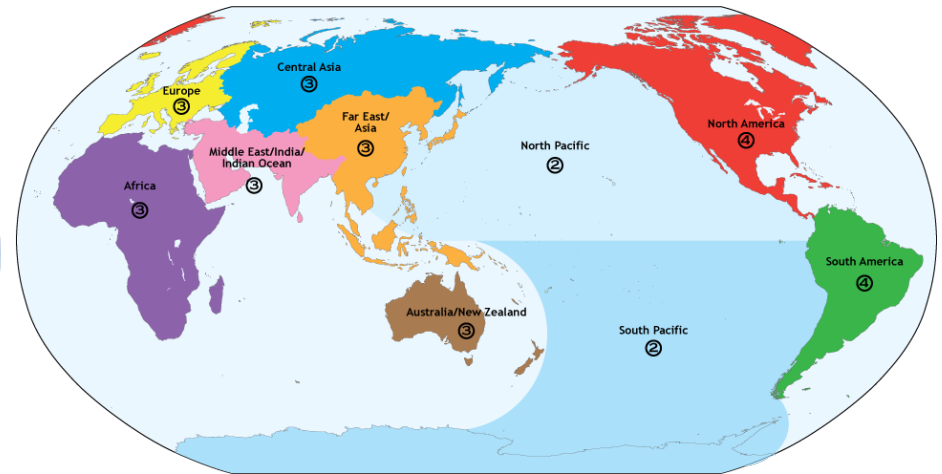 Central Asia
③
Europe
③
Far East/
Asia
③
North America
④
Middle East/India/
Indian Ocean
③
North Pacific
②
Africa
③
South America
④
Australia/New Zealand
③
South Pacific
②